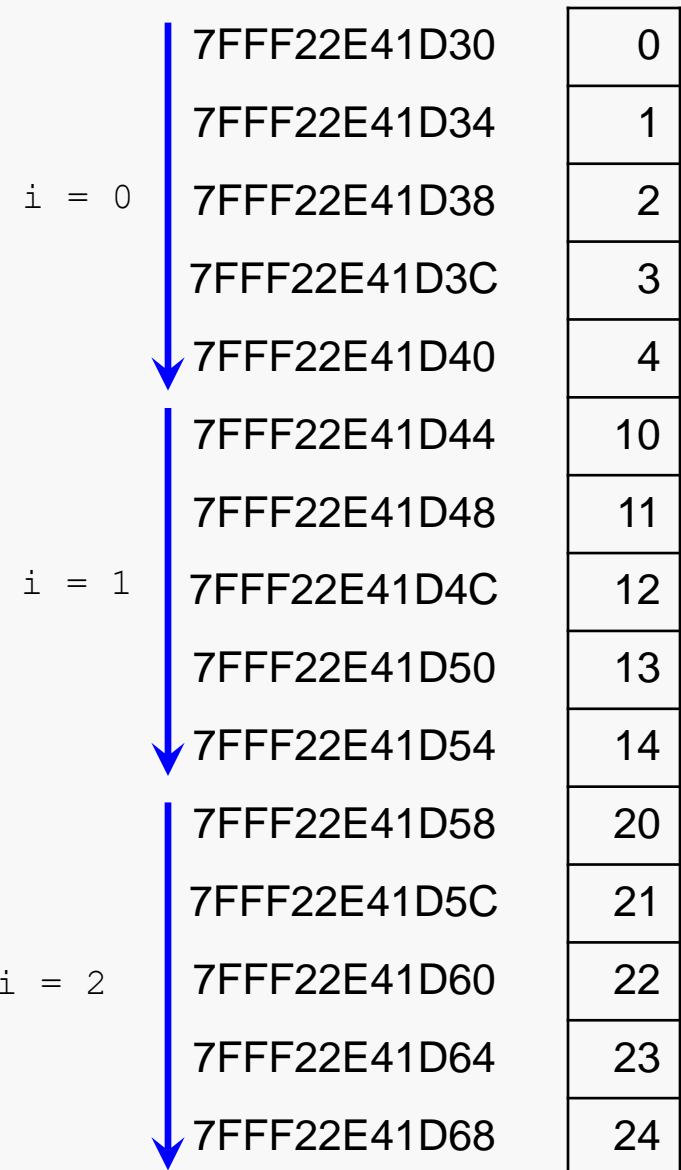 7FFF22E41D30 0
7FFF22E41D34 1
i = 0 7FFF22E41D38 2
7FFF22E41D3C 3
7FFF22E41D40 4
7FFF22E41D44 10
7FFF22E41D48 11
i = 1 7FFF22E41D4C 12
7FFF22E41D50 13
7FFF22E41D54 14
7FFF22E41D58 20
7FFF22E41D5C 21
i = 2 7FFF22E41D60 22
7FFF22E41D64 23
7FFF22E41D68 24